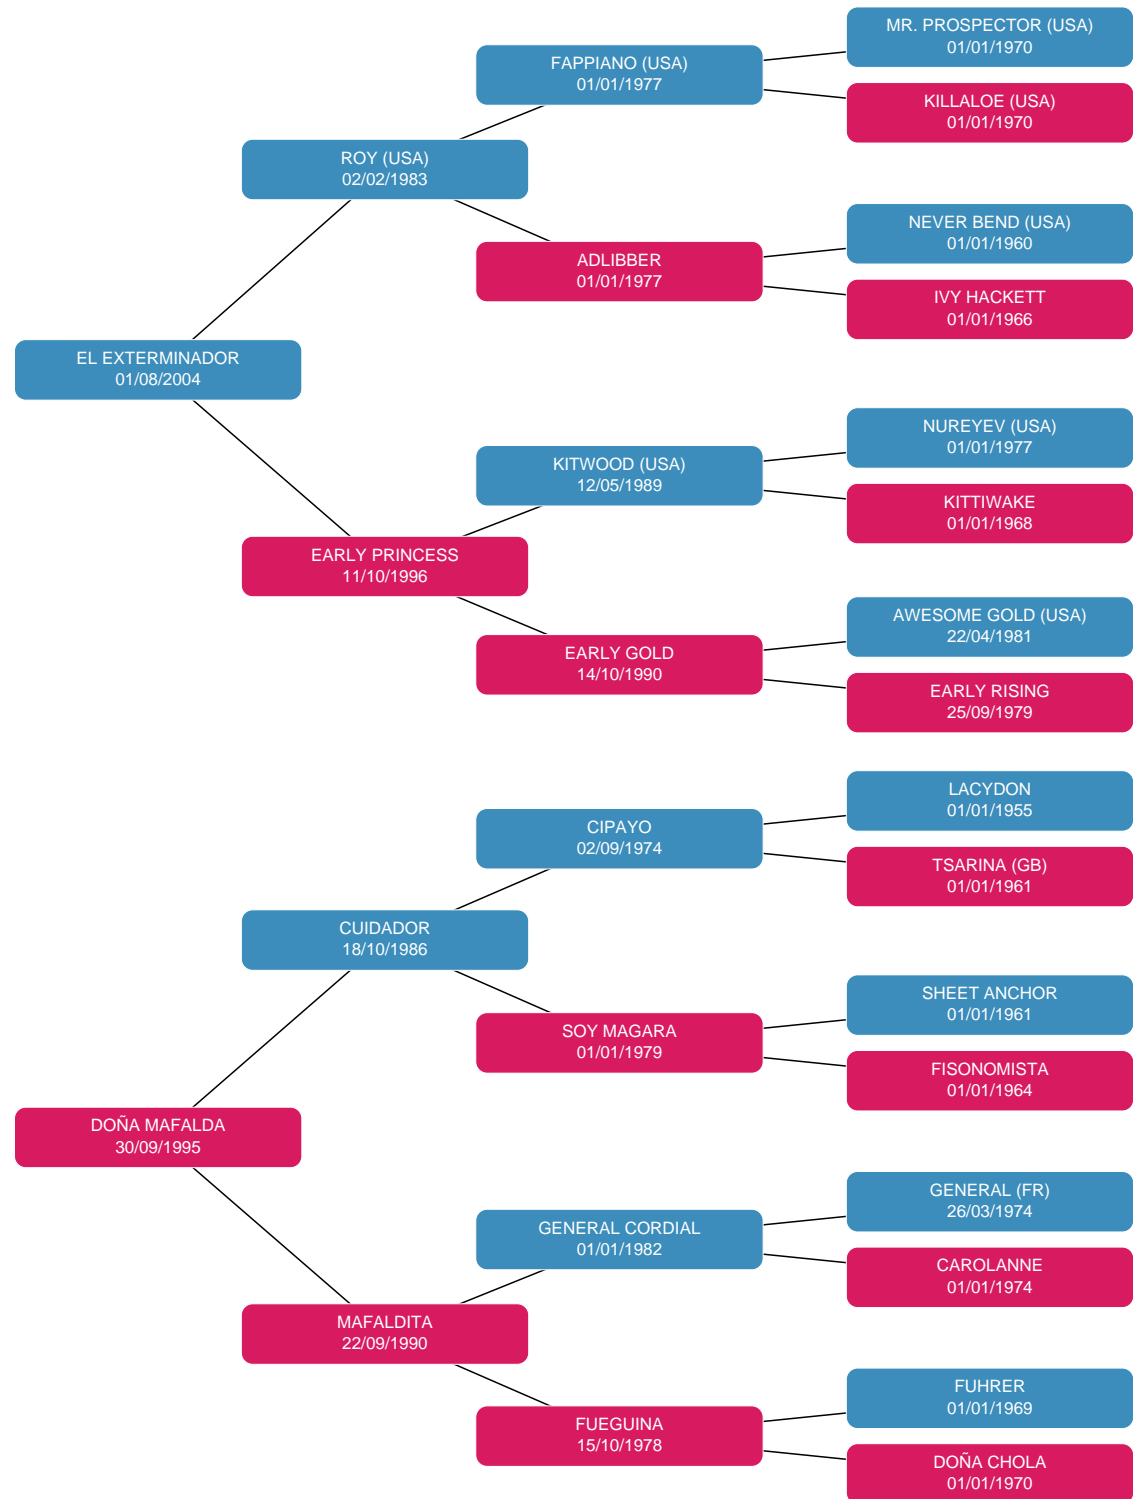 MR. PROSPECTOR (USA)
01/01/1970
FAPPIANO (USA)
01/01/1977
KILLALOE (USA)
01/01/1970
ROY (USA)
02/02/1983
NEVER BEND (USA)
01/01/1960
ADLIBBER
01/01/1977
IVY HACKETT
01/01/1966
EL EXTERMINADOR
01/08/2004
NUREYEV (USA)
01/01/1977
KITWOOD (USA)
12/05/1989
KITTIWAKE
01/01/1968
EARLY PRINCESS
11/10/1996
AWESOME GOLD (USA)
22/04/1981
EARLY GOLD
14/10/1990
EARLY RISING
25/09/1979
LACYDON
01/01/1955
CIPAYO
02/09/1974
TSARINA (GB)
01/01/1961
CUIDADOR
18/10/1986
SHEET ANCHOR
01/01/1961
SOY MAGARA
01/01/1979
FISONOMISTA
01/01/1964
DOÑA MAFALDA
30/09/1995
GENERAL (FR)
26/03/1974
GENERAL CORDIAL
01/01/1982
CAROLANNE
01/01/1974
MAFALDITA
22/09/1990
FUHRER
01/01/1969
FUEGUINA
15/10/1978
DOÑA CHOLA
01/01/1970